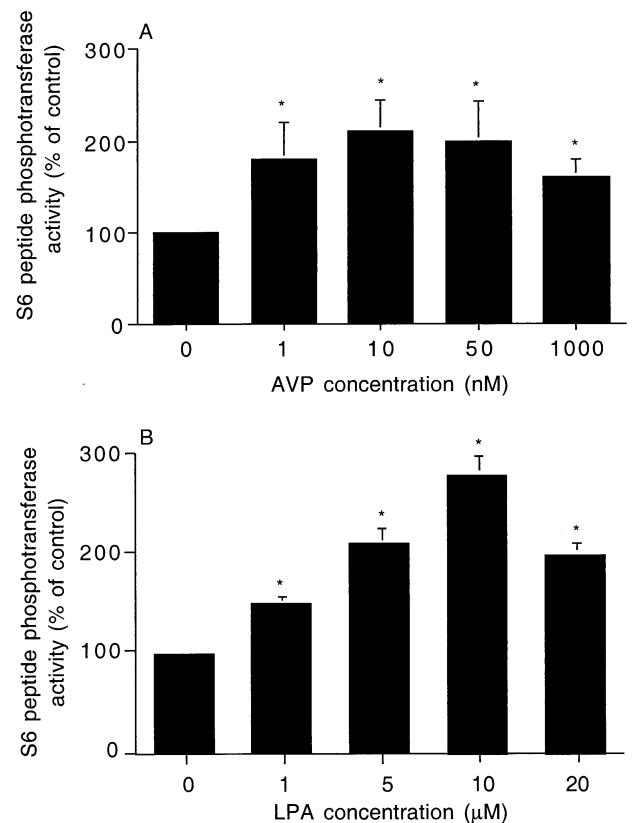 A
S6 peptide phosphotransferase
activity (% of control)
300
200
100
0
* * * *
0 1 10 50 1000
AVP concentration (nM)
B
S6 peptide phosphotransferase
activity (% of control)
300
200
100
0
* * * *
0 1 5 10 20
LPA concentration (μM)